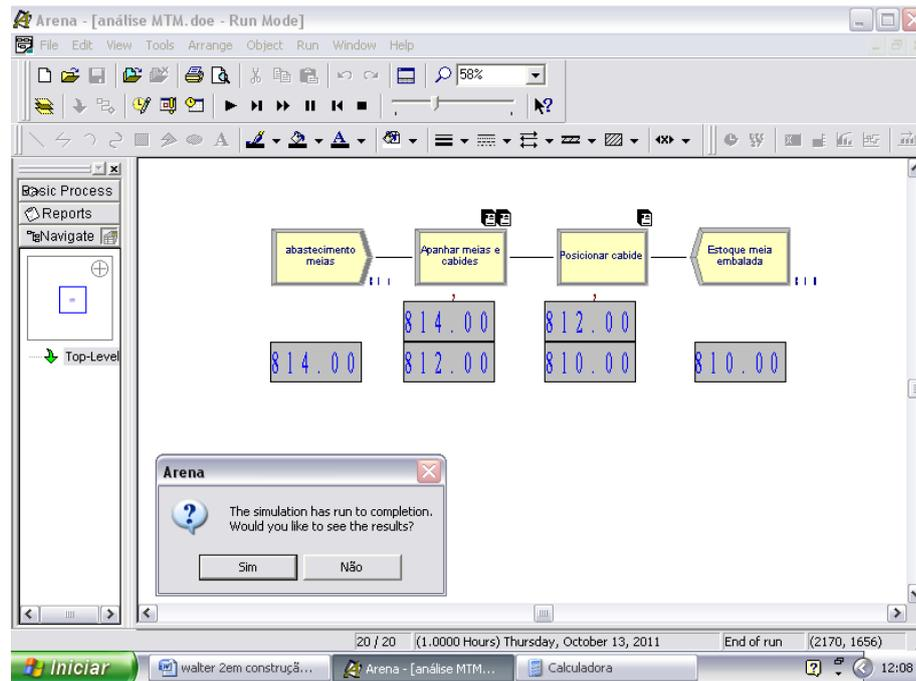 Arena - [análise MTM.doe - Run Mode]
File Edit View Tools Arrange Object Run Window Help
58%
Basic Process
Reports
Navigate
Top-Level
abastecimento
meias
Apanhar meias e
cabides
Posicionar cabide
Estoque meia
embalada
814.00
812.00
814.00
812.00
810.00
810.00
Arena
The simulation has run to completion.
Would you like to see the results?
Sim
Não
20 / 20
(1.0000 Hours) Thursday, October 13, 2011
End of run
(2170, 1656)
Iniciar
walter 2em construçã...
Arena - [análise MTM...
Calculadora
12:08